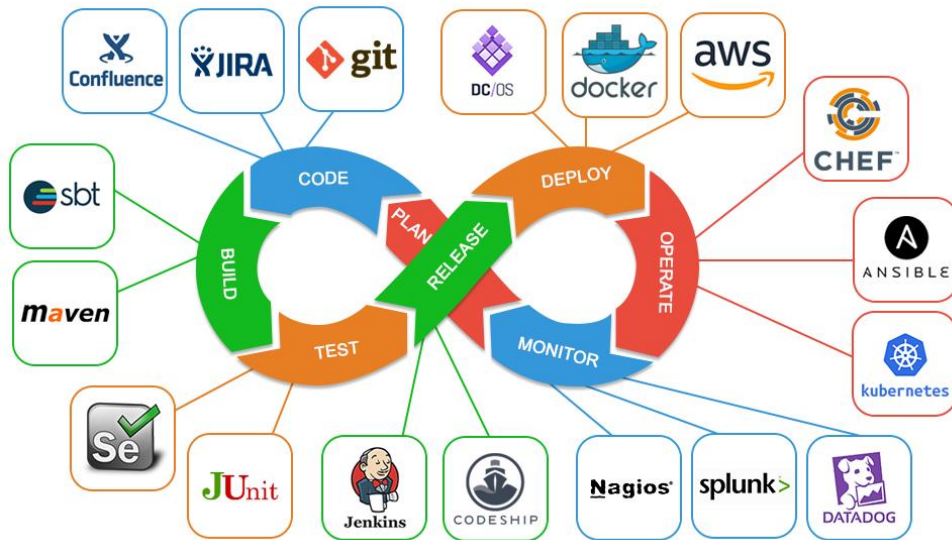 Confluence
JIRA
git
DC/OS
docker
aws
CHEF™
sbt
CODE
PLAN
RELEASE
DEPLOY
BUILD
OPERATE
ANSIBLE
maven
TEST
MONITOR
kubernetes
Se
JUnit
Jenkins
CODESHIP
Nagios®
splunk>
DATADOG